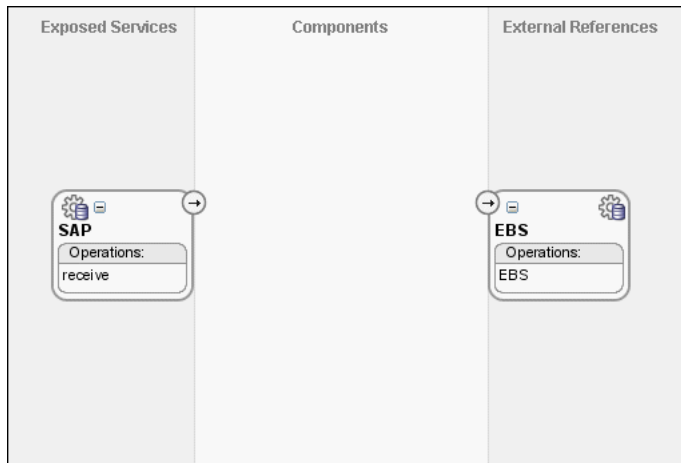 Exposed Services
Components
External References
SAP
Operations:
receive
EBS
Operations:
EBS